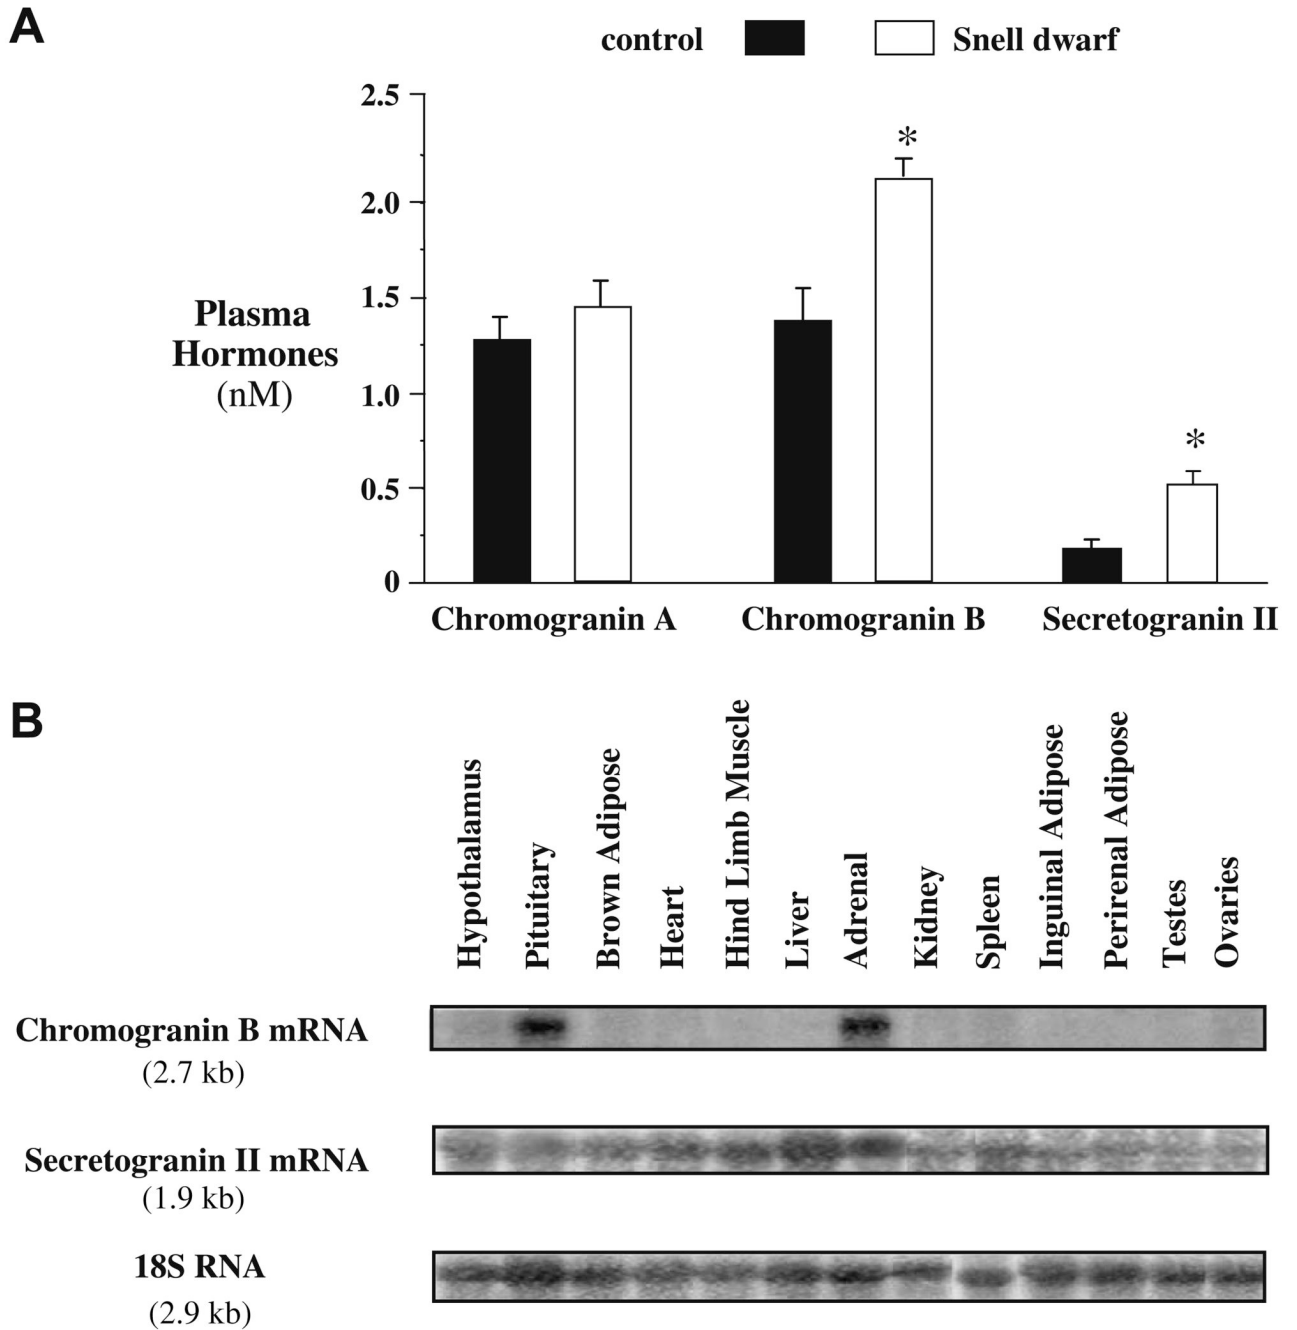 A
control Snell dwarf
2.5
*
2.0
1.5
Plasma
Hormones
(nM)
1.0
*
0.5
0
Chromogranin A Chromogranin B Secretogranin II
B
Hypothalamus
Pituitary
Brown Adipose
Heart
Hind Limb Muscle
Liver
Adrenal
Kidney
Spleen
Inguinal Adipose
Perirenal Adipose
Testes
Ovaries
Chromogranin B mRNA
(2.7 kb)
Secretogranin II mRNA
(1.9 kb)
18S RNA
(2.9 kb)